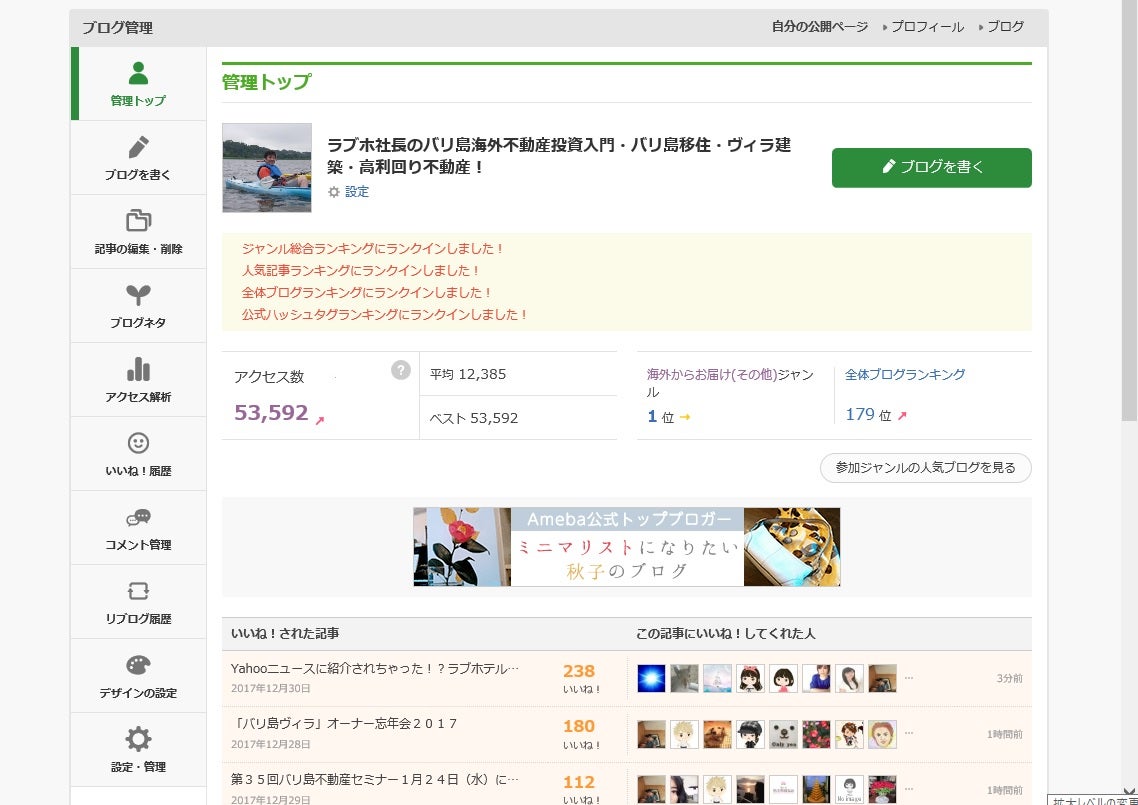 ブログ管理
自分の公開ページ
プロフィール
ブログ
管理トップ
ブログを書く
記事の編集・削除
ブログネタ
アクセス解析
いいね！履歴
コメント管理
リブログ履歴
デザインの設定
設定・管理
管理トップ
ラブホ社長のバリ島海外不動産投資入門・バリ島移住・ヴィラ建
築・高利回り不動産！
設定
ブログを書く
ジャンル総合ランキングにランクインしました！
人気記事ランキングにランクインしました！
全体ブログランキングにランクインしました！
公式ハッシュタグランキングにランクインしました！
アクセス数
?
53,592
平均 12,385
ベスト 53,592
海外からお届け(その他)ジャン
ル
1 位
全体ブログランキング
179 位
参加ジャンルの人気ブログを見る
Ameba公式トップブロガー
ミニマリストになりたい
秋子のブログ
いいね！された記事
この記事にいいね！してくれた人
Yahooニュースに紹介されちゃった！？ラブホテル…
2017年12月30日
238
いいね！
…
3分前
「バリ島ヴィラ」オーナー忘年会２０１７
2017年12月28日
180
いいね！
Only you
…
1時間前
第３５回バリ島不動産セミナー１月２４日（水）に…
2017年12月29日
112
いいね！
…
1時間前
拡大レベルの変更